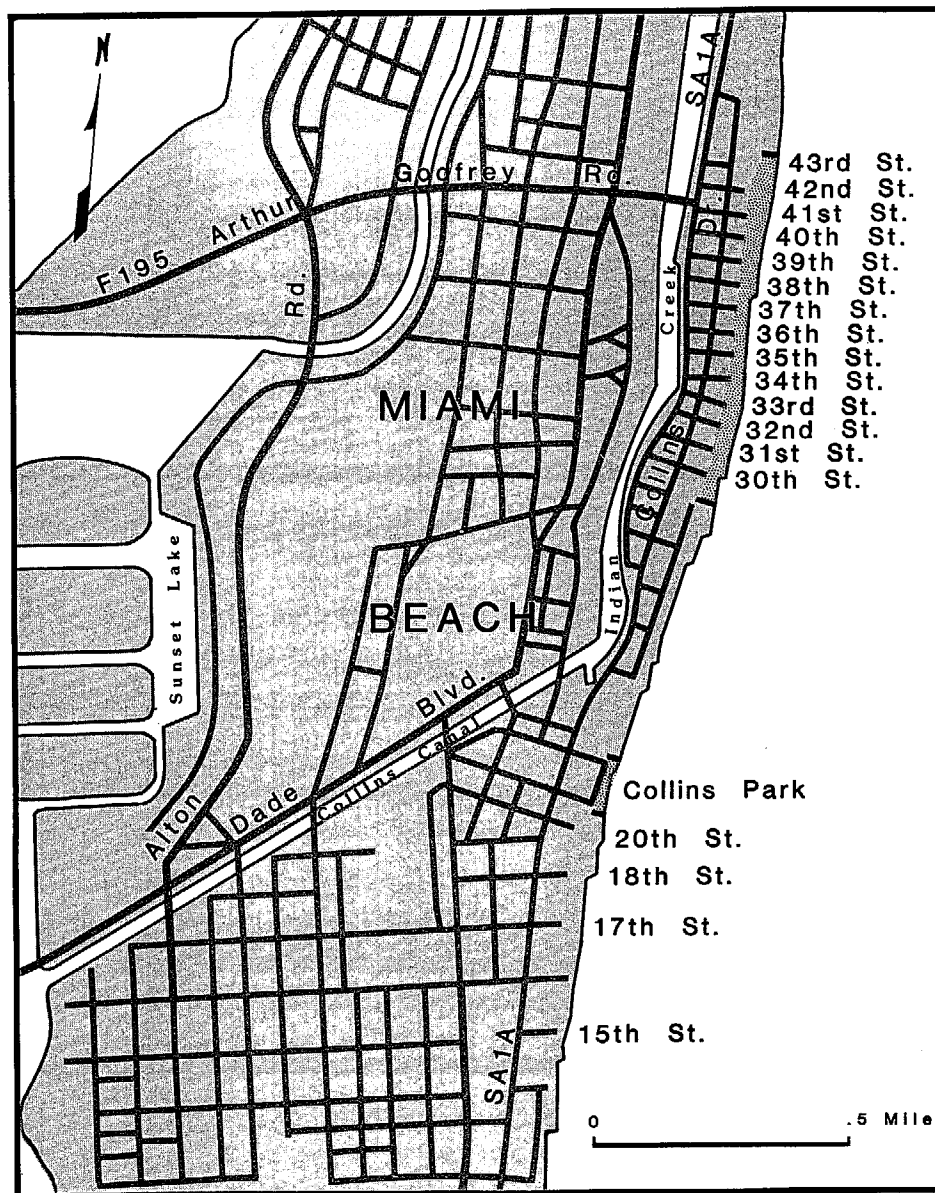 N
SA1A
43rd St.
Godfrey Rd
42nd St.
F195 Arthur
41st St.
Dr.
40th St.
39th St.
Rd.
38th St.
Creek
37th St.
36th St.
35th St.
34th St.
MIAMI
33rd St.
Collins
32nd St.
31st St.
30th St.
Sunset Lake
Indian
BEACH
Blvd.
Collins Canal
Dade
Alton
Collins Park
20th St.
18th St.
17th St.
15th St.
SA1A
0 .5 Mile